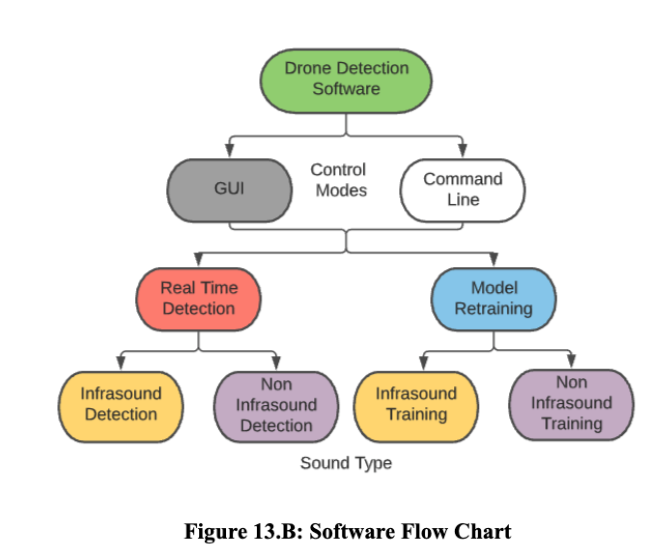 Drone Detection
Software
GUI
Control
Modes
Command
Line
Real Time
Detection
Model
Retraining
Infrasound
Detection
Non
Infrasound
Detection
Infrasound
Training
Non
Infrasound
Training
Sound Type
Figure 13.B: Software Flow Chart